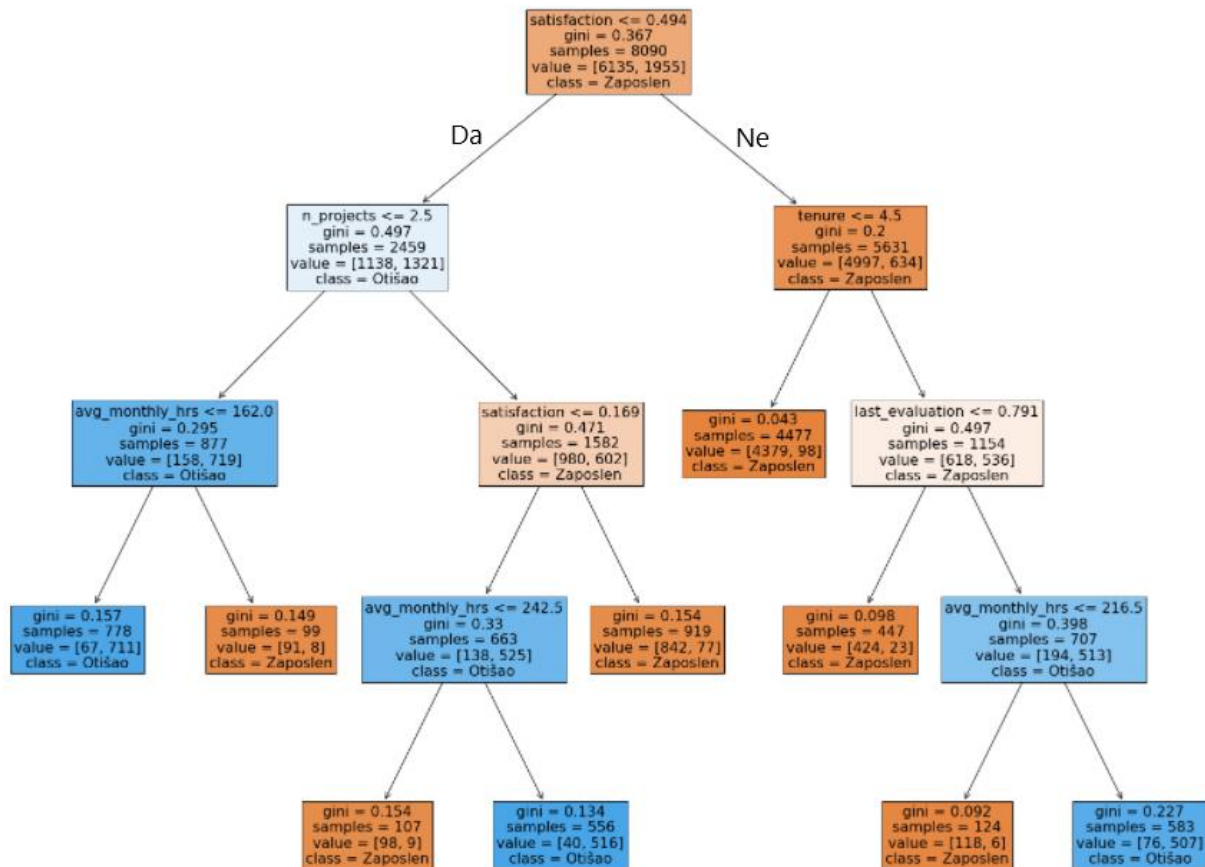 satisfaction <= 0.494
gini = 0.367
samples = 8090
value = [6135, 1955]
class = Zaposlen
Da
Ne
n_projects <= 2.5
gini = 0.497
samples = 2459
value = [1138, 1321]
class = Otišao
tenure <= 4.5
gini = 0.2
samples = 5631
value = [4997, 634]
class = Zaposlen
avg_monthly_hrs <= 162.0
gini = 0.295
samples = 877
value = [158, 719]
class = Otišao
satisfaction <= 0.169
gini = 0.471
samples = 1582
value = [980, 602]
class = Zaposlen
gini = 0.043
samples = 4477
value = [4379, 98]
class = Zaposlen
last_evaluation <= 0.791
gini = 0.497
samples = 1154
value = [618, 536]
class = Zaposlen
gini = 0.157
samples = 778
value = [67, 711]
class = Otišao
gini = 0.149
samples = 99
value = [91, 8]
class = Zaposlen
avg_monthly_hrs <= 242.5
gini = 0.33
samples = 663
value = [138, 525]
class = Otišao
gini = 0.154
samples = 919
value = [842, 77]
class = Zaposlen
gini = 0.098
samples = 447
value = [424, 23]
class = Zaposlen
avg_monthly_hrs <= 216.5
gini = 0.398
samples = 707
value = [194, 513]
class = Otišao
gini = 0.154
samples = 107
value = [98, 9]
class = Zaposlen
gini = 0.134
samples = 556
value = [40, 516]
class = Otišao
gini = 0.092
samples = 124
value = [118, 6]
class = Zaposlen
gini = 0.227
samples = 583
value = [76, 507]
class = Otišao